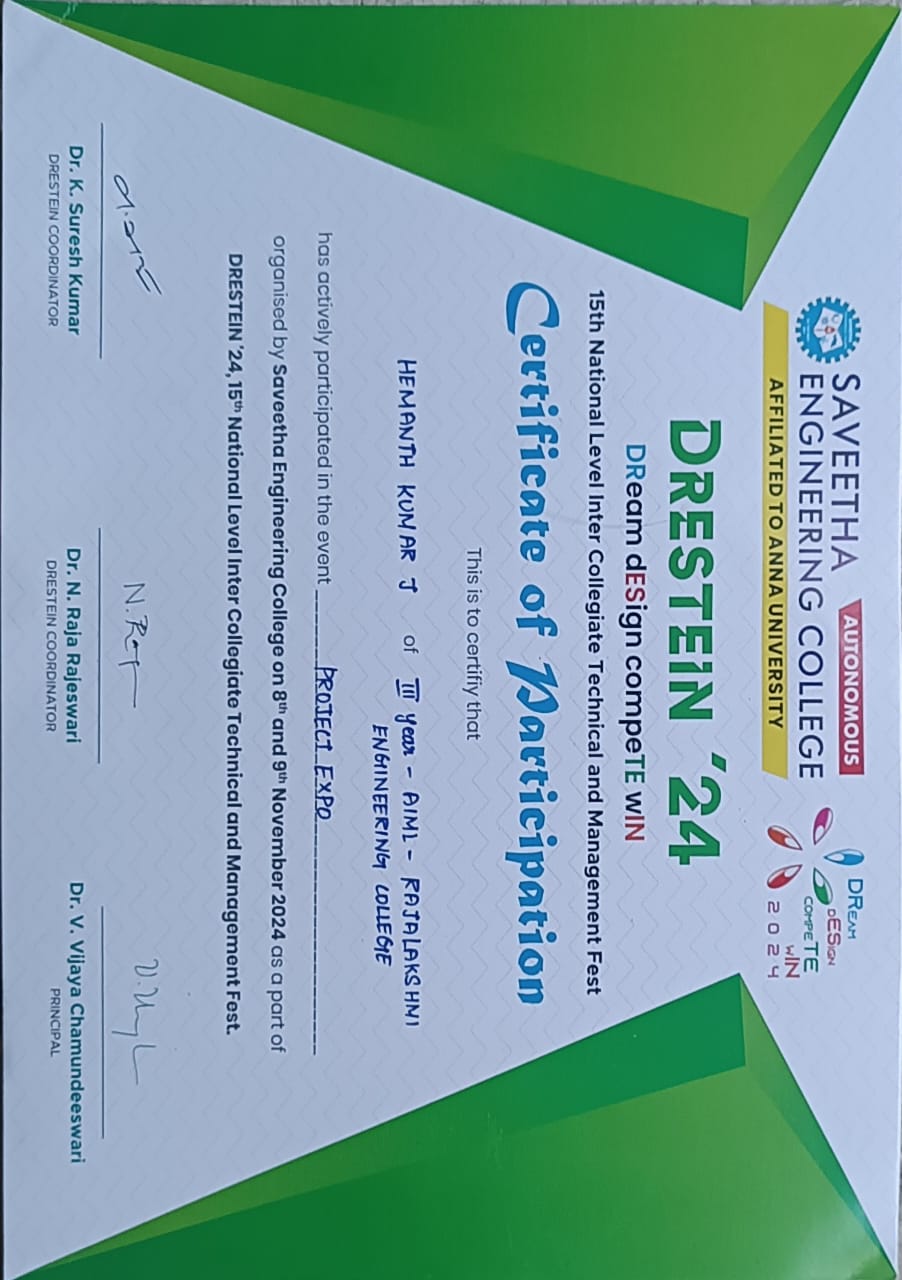 SAVEETHA AUTONOMOUS
ENGINEERING COLLEGE
AFFILIATED TO ANNA UNIVERSITY
DREAM
dESIGN
COMPETE
wIN
2024
DRESTEIN '24
DReam dESign compeTE wIN
15th National Level Inter Collegiate Technical and Management Fest
Certificate of Participation
This is to certifiy that
HEMANTH KUMAR J of III year - AIML - RAJALAKSHMI
ENGINEERING COLLEGE
has actively participated in the event PROJECT EXPO
organised by Saveetha Engineering College on 8th and 9th November 2024 as a part of
DRESTEIN '24, 15th National Level Inter Collegiate Technical and Management Fest.
Dr. K. Suresh Kumar
DRESTEIN COORDINATOR
Dr. N. Raja Rajeswari
DRESTEIN COORDINATOR
Dr. V. Vijaya Chamundeeswari
PRINCIPAL